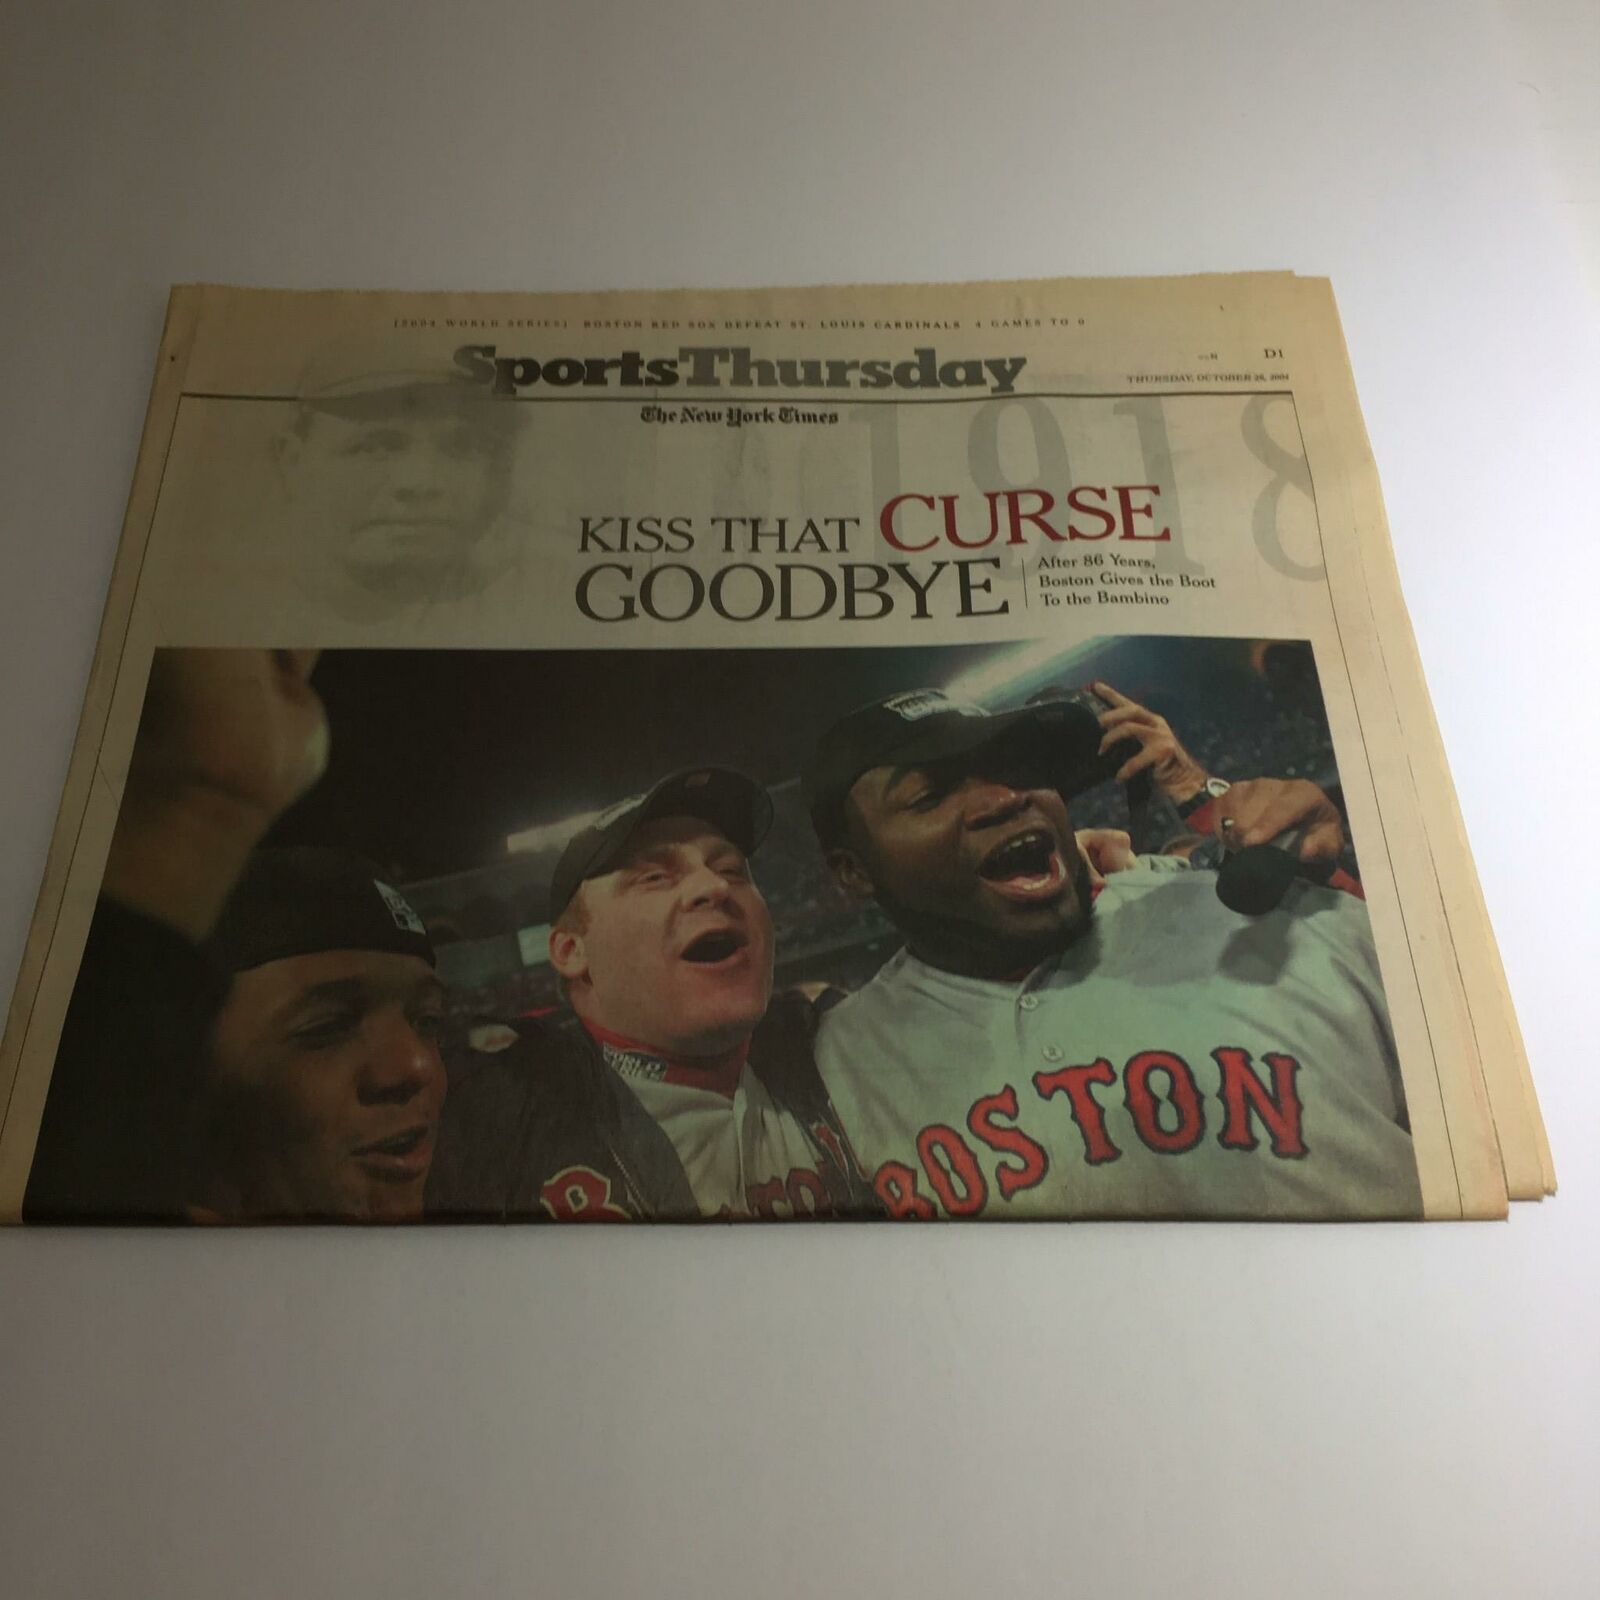 [2004 WORLD SERIES] BOSTON RED SOX DEFEAT ST. LOUIS CARDINALS 4 GAMES TO 0
SportsThursday
N D1
THURSDAY, OCTOBER 28, 2004
The New York Times
1918
KISS THAT CURSE
GOODBYE
After 86 Years,
Boston Gives the Boot
To the Bambino
WORLD
SERIES
B
BOSTON